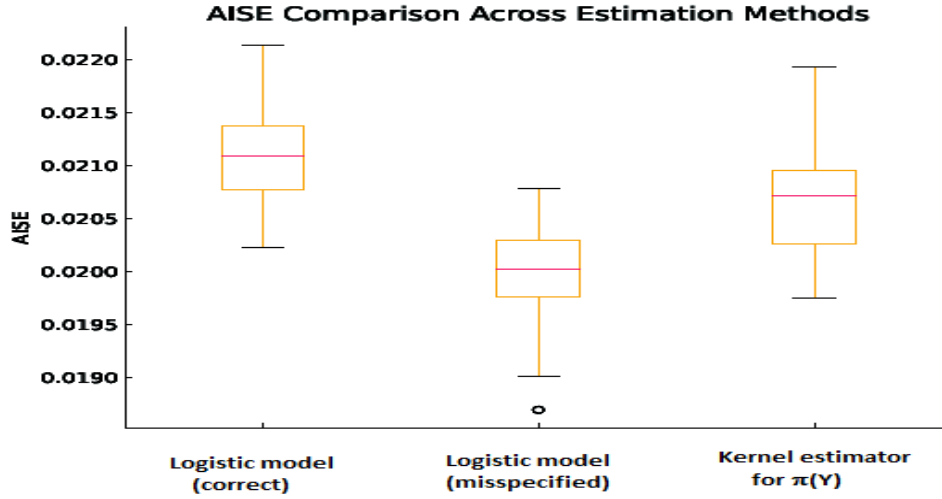 AISE Comparison Across Estimation Methods
0.0220
0.0215
0.0210
0.0205
0.0200
0.0195
0.0190
AISE
Logistic model
(correct)
Logistic model
(misspecified)
Kernel estimator
for π(Y)